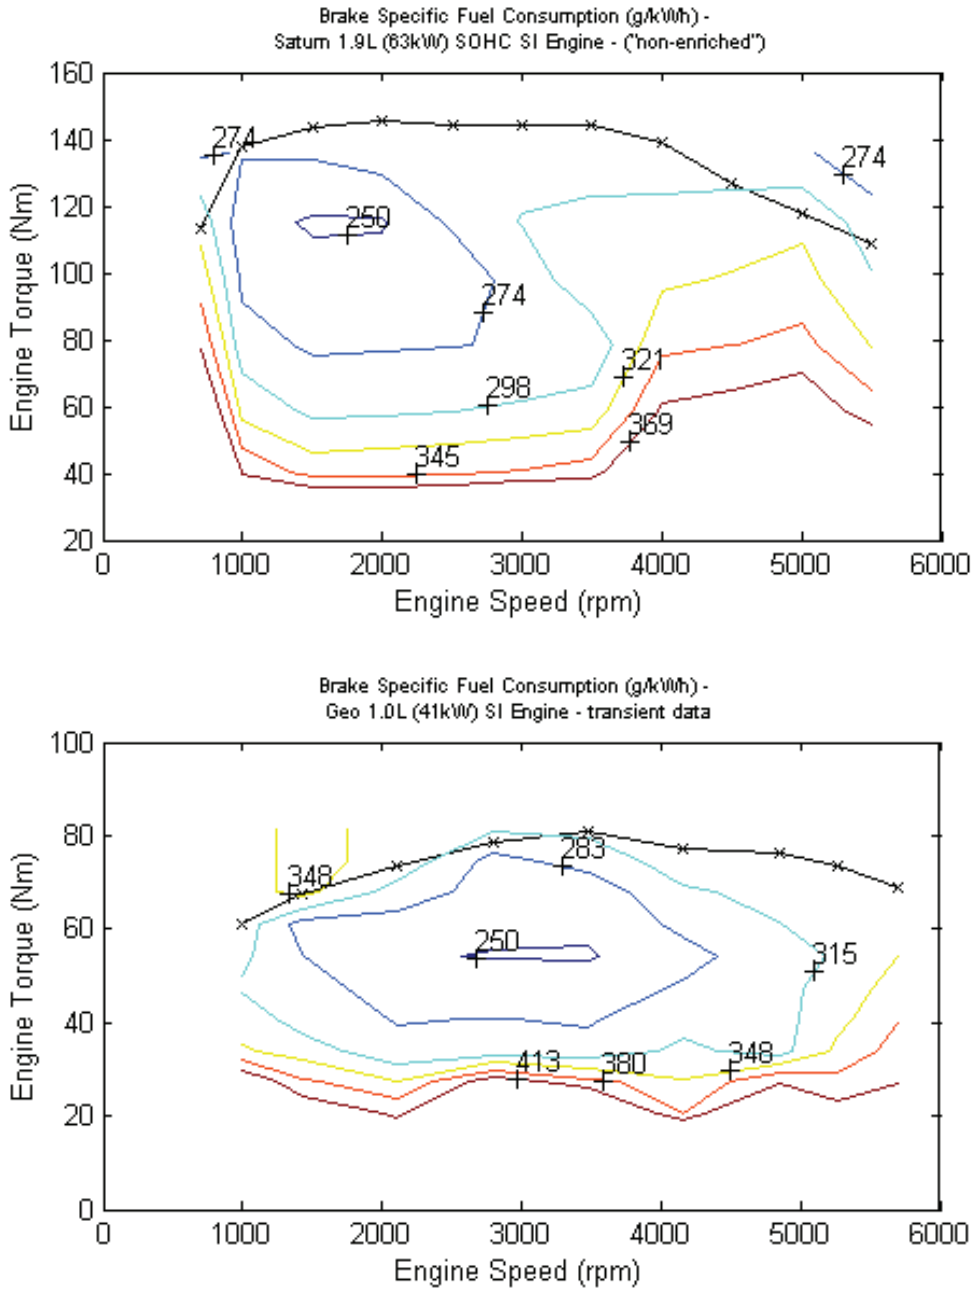 Brake Specific Fuel Consumption (g/kWh) -
Saturn 1.9L (63kW) SOHC SI Engine - ("non-enriched")
160
140
120
100
80
60
40
20
Engine Torque (Nm)
274
274
250
274
321
298
369
345
0 1000 2000 3000 4000 5000 6000
Engine Speed (rpm)
Brake Specific Fuel Consumption (g/kWh) -
Geo 1.0L (41kW) SI Engine - transient data
100
80
60
40
20
0
Engine Torque (Nm)
283
348
250
315
413
380
348
0 1000 2000 3000 4000 5000 6000
Engine Speed (rpm)